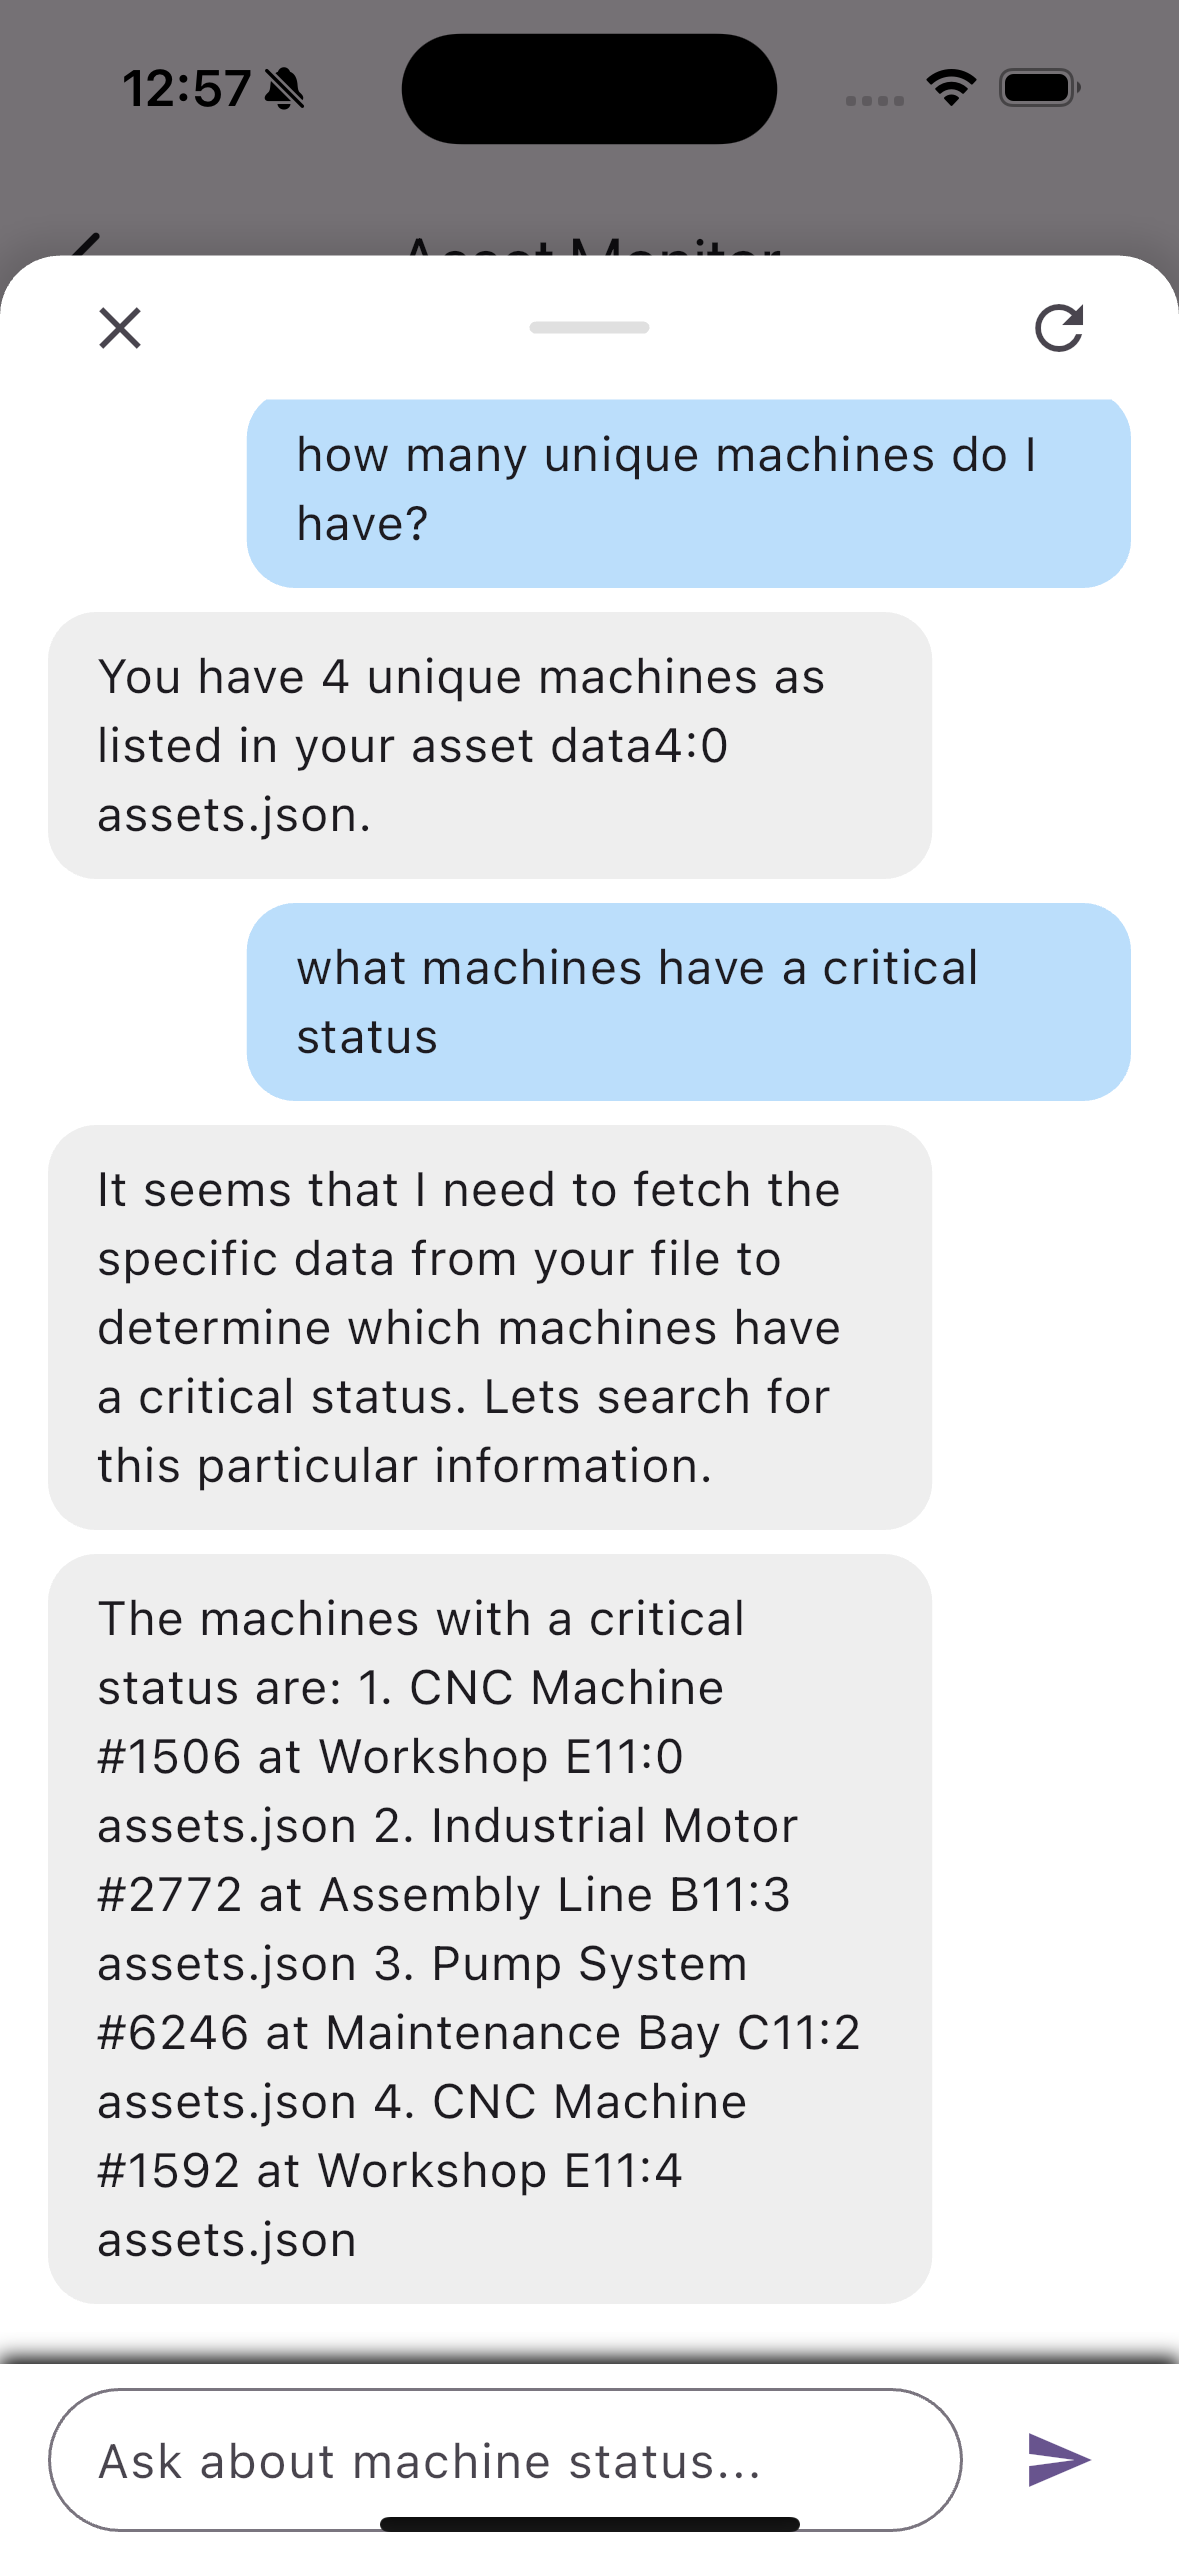 12:57
Asset Monitor
how many unique machines do I
have?
You have 4 unique machines as
listed in your asset data4:0
assets.json.
what machines have a critical
status
It seems that I need to fetch the
specific data from your file to
determine which machines have
a critical status. Lets search for
this particular information.
The machines with a critical
status are: 1. CNC Machine
#1506 at Workshop E11:0
assets.json 2. Industrial Motor
#2772 at Assembly Line B11:3
assets.json 3. Pump System
#6246 at Maintenance Bay C11:2
assets.json 4. CNC Machine
#1592 at Workshop E11:4
assets.json
Ask about machine status...